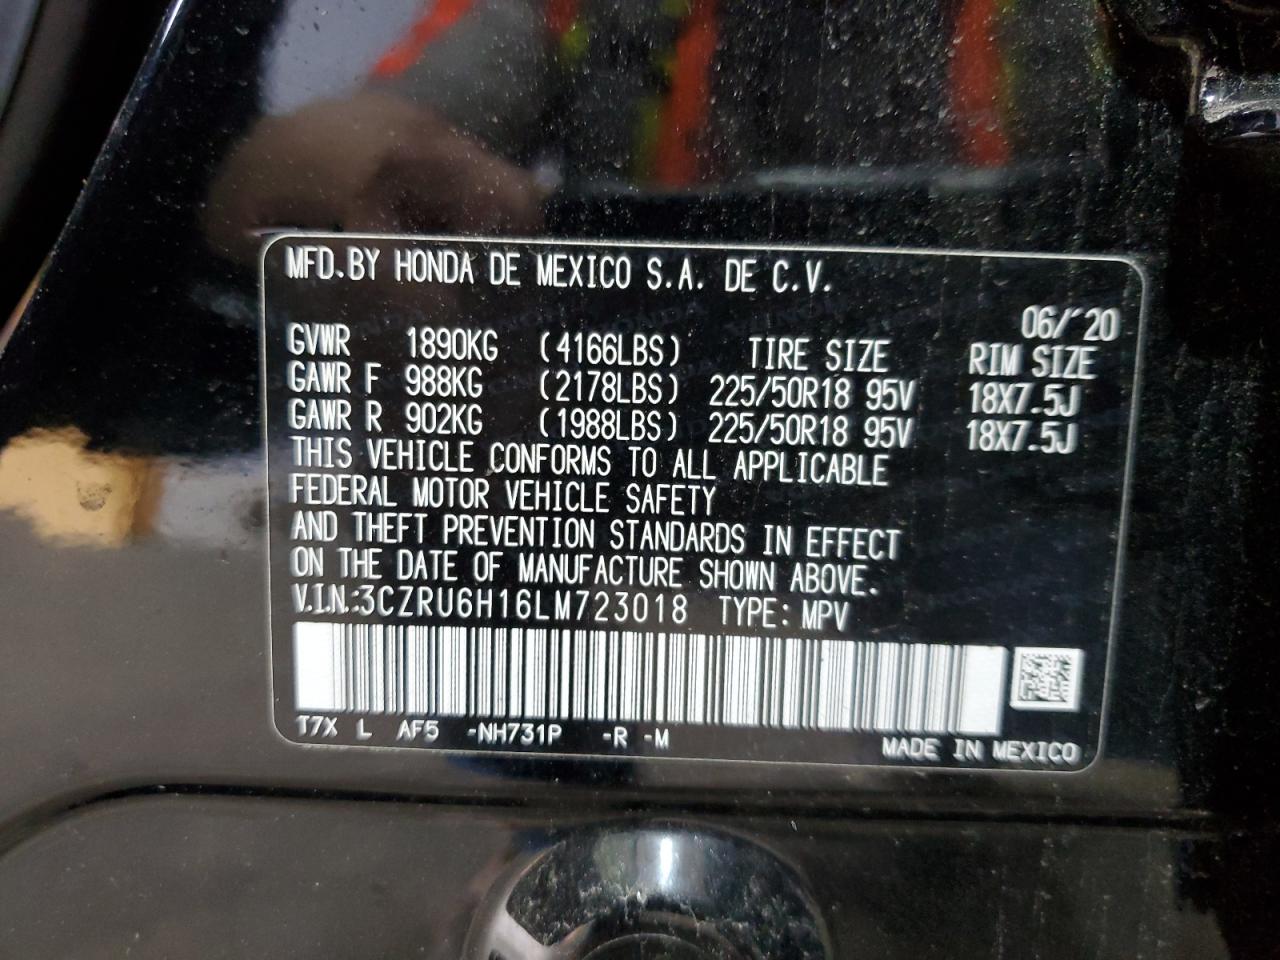 MFD.BY HONDA DE MEXICO S.A. DE C.V.
06/'20
GVWR 1890KG (4166LBS) TIRE SIZE RIM SIZE
GAWR F 988KG (2178LBS) 225/50R18 95V 18X7.5J
GAWR R 902KG (1988LBS) 225/50R18 95V 18X7.5J
THIS VEHICLE CONFORMS TO ALL APPLICABLE
FEDERAL MOTOR VEHICLE SAFETY
AND THEFT PREVENTION STANDARDS IN EFFECT
ON THE DATE OF MANUFACTURE SHOWN ABOVE.
V.I.N.:3CZRU6H16LM723018 TYPE: MPV
T7X L AF5 -NH731P -R -M
MADE IN MEXICO